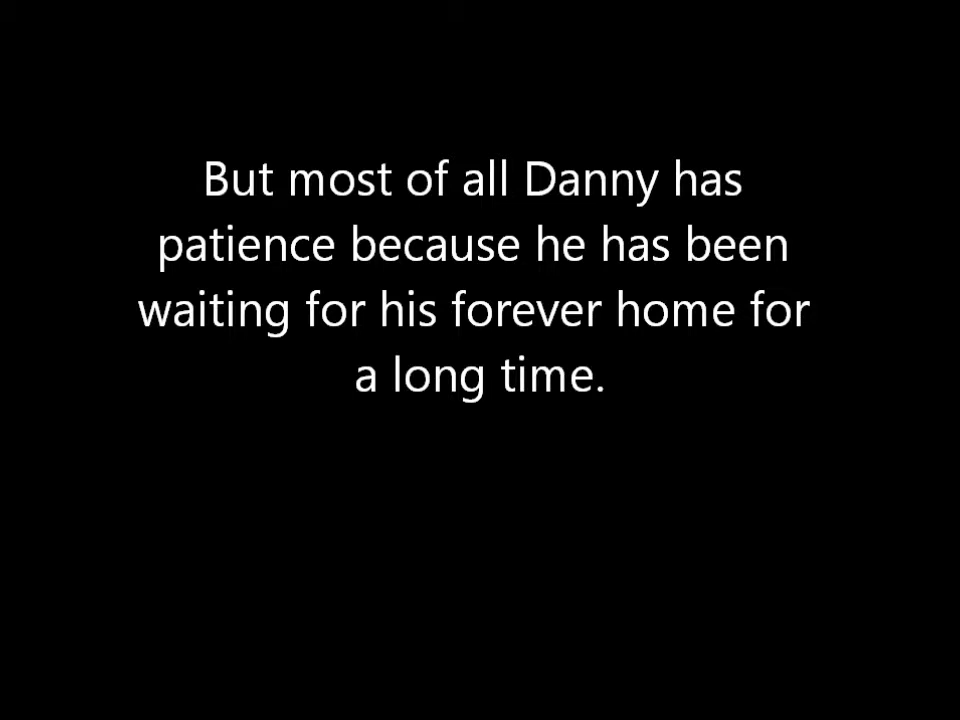 But most of all Danny has
patience because he has been
waiting for his forever home for
a long time.